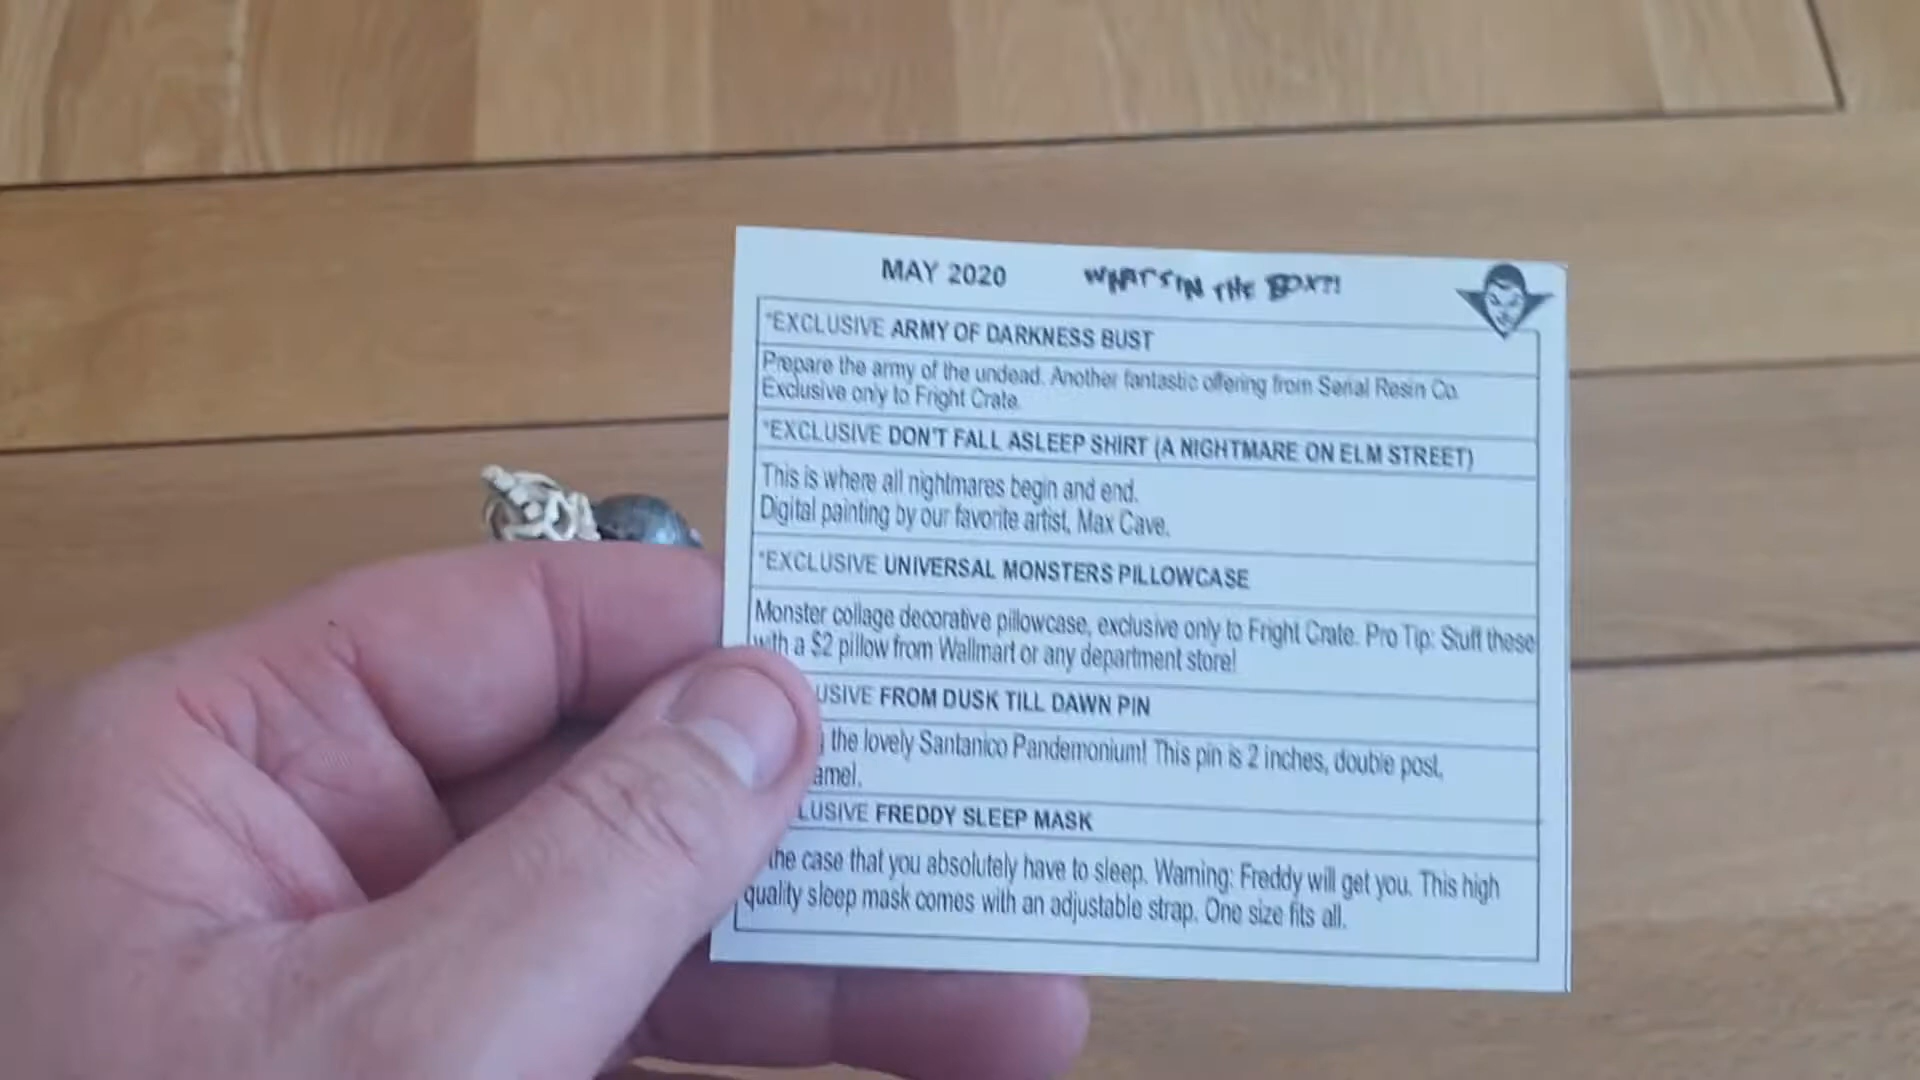 MAY 2020 WHAT'S IN THE BOX?!
*EXCLUSIVE ARMY OF DARKNESS BUST
Prepare the army of the undead. Another fantastic offering from Serial Resin Co.
Exclusive only to Fright Crate.
*EXCLUSIVE DON'T FALL ASLEEP SHIRT (A NIGHTMARE ON ELM STREET)
This is where all nightmares begin and end.
Digital painting by our favorite artist, Max Cave.
*EXCLUSIVE UNIVERSAL MONSTERS PILLOWCASE
Monster collage decorative pillowcase, exclusive only to Fright Crate. Pro Tip: Stuff these
with a $2 pillow from Wallmart or any department store!
USIVE FROM DUSK TILL DAWN PIN
the lovely Santanico Pandemonium! This pin is 2 inches, double post,
amel.
LUSIVE FREDDY SLEEP MASK
the case that you absolutely have to sleep. Warning: Freddy will get you. This high
quality sleep mask comes with an adjustable strap. One size fits all.